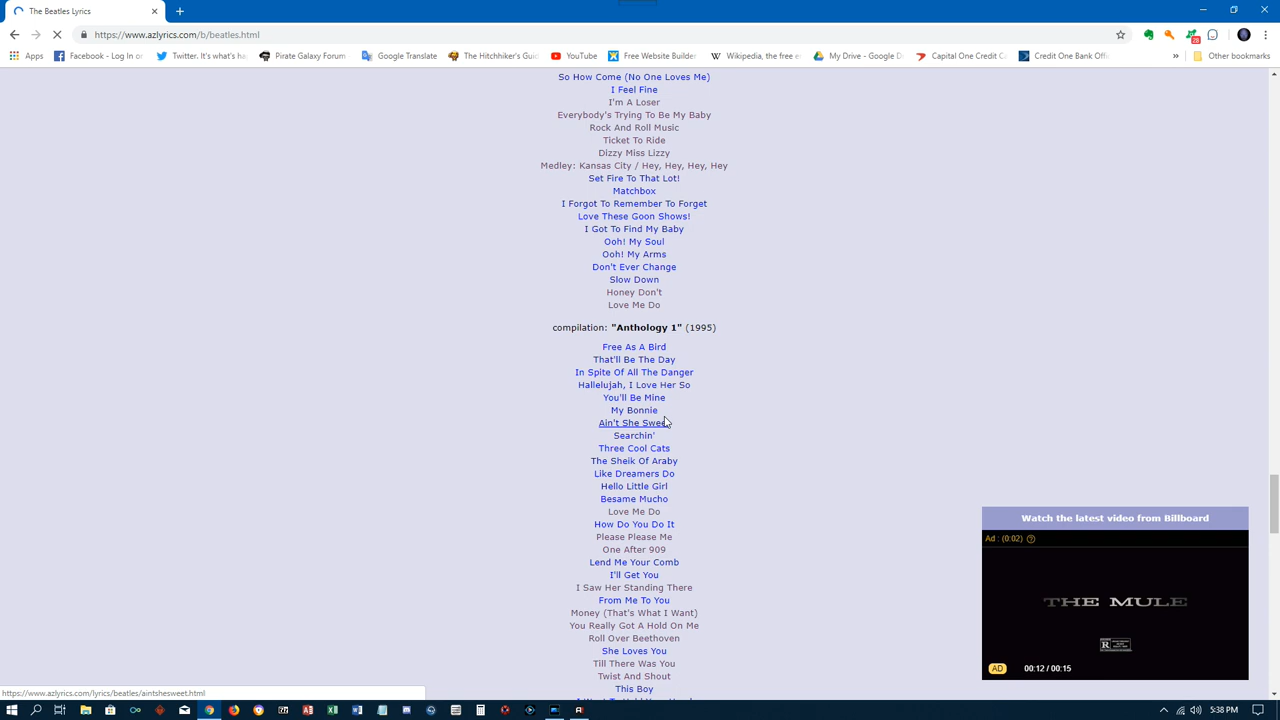 The Beatles Lyrics
https://www.azlyrics.com/b/beatles.html
Apps
Facebook - Log In or
Twitter. It's what's ha
Pirate Galaxy Forum
Google Translate
The Hitchhiker's Gui
YouTube
Free Website Builder
Wikipedia, the free e
My Drive - Google D
Capital One Credit C
Credit One Bank Off
»
Other bookmarks
So How Come (No One Loves Me)
I Feel Fine
I'm A Loser
Everybody's Trying To Be My Baby
Rock And Roll Music
Ticket To Ride
Dizzy Miss Lizzy
Medley: Kansas City / Hey, Hey, Hey, Hey
Set Fire To That Lot!
Matchbox
I Forgot To Remember To Forget
Love These Goon Shows!
I Got To Find My Baby
Ooh! My Soul
Ooh! My Arms
Don't Ever Change
Slow Down
Honey Don't
Love Me Do
compilation: "Anthology 1" (1995)
Free As A Bird
That'll Be The Day
In Spite Of All The Danger
Hallelujah, I Love Her So
You'll Be Mine
My Bonnie
Ain't She Sweet
Searchin'
Three Cool Cats
The Sheik Of Araby
Like Dreamers Do
Hello Little Girl
Besame Mucho
Love Me Do
How Do You Do It
Please Please Me
One After 909
Lend Me Your Comb
I'll Get You
I Saw Her Standing There
From Me To You
Money (That's What I Want)
You Really Got A Hold On Me
Roll Over Beethoven
She Loves You
Till There Was You
Twist And Shout
This Boy
Watch the latest video from Billboard
Ad : (0:02)
THE MULE
R
AD
00:12 / 00:15
https://www.azlyrics.com/lyrics/beatles/aintshesweet.html
5:38 PM